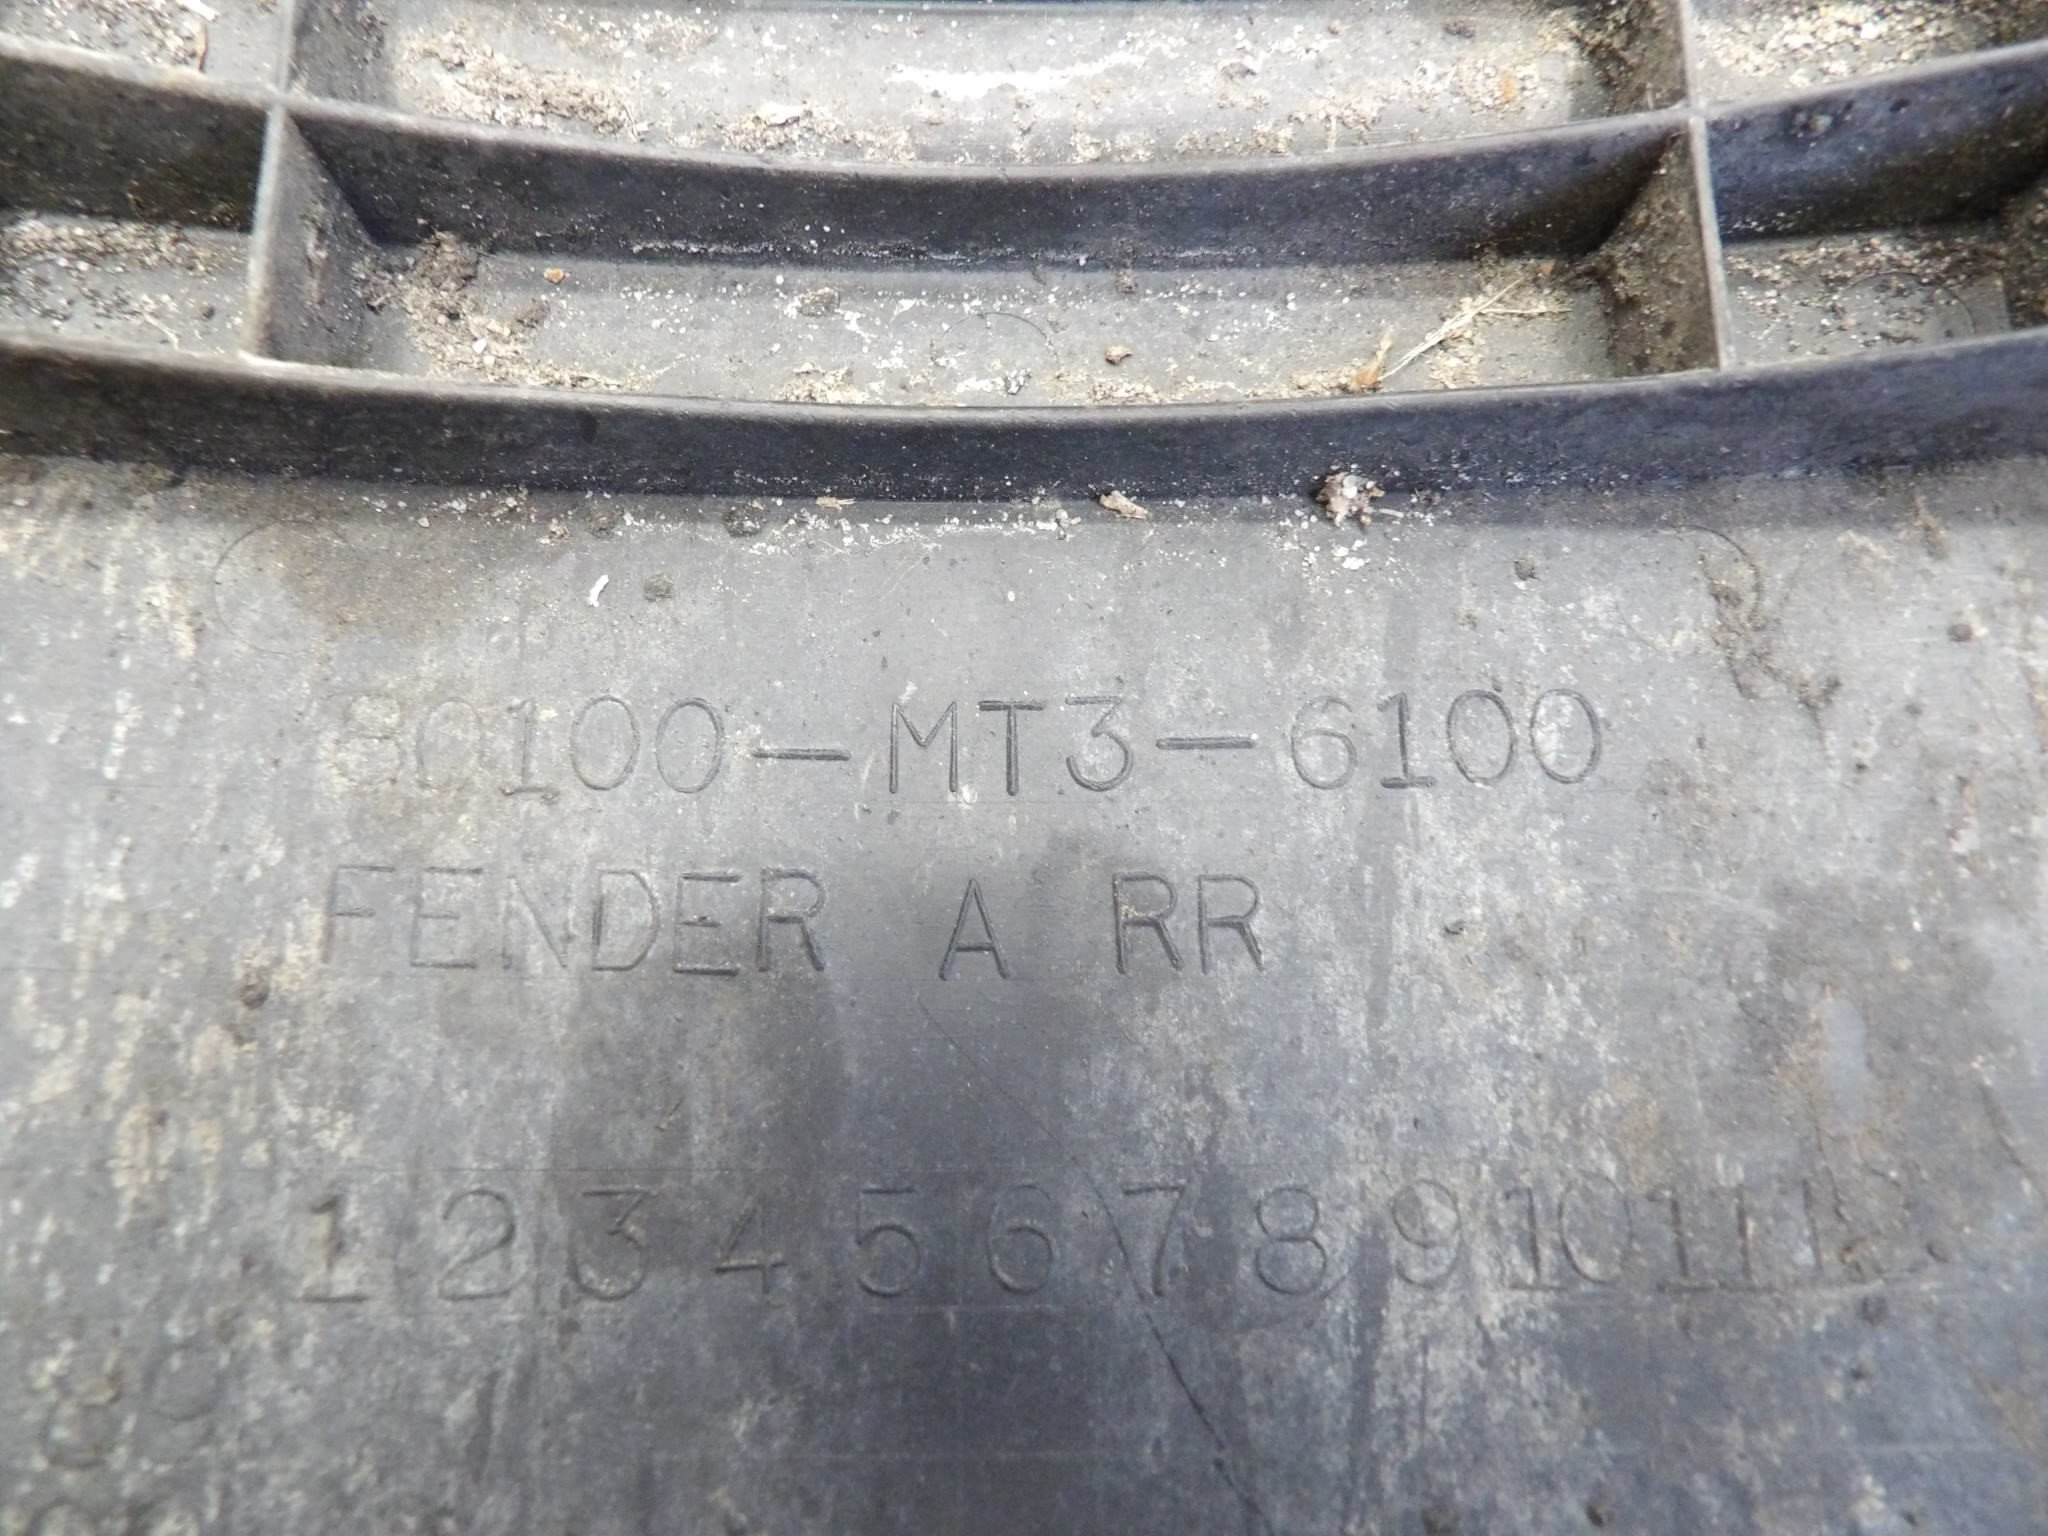 80100-MT3-6100
FENDER A RR
1 2 3 4 5 6 7 8 9 10 11 12